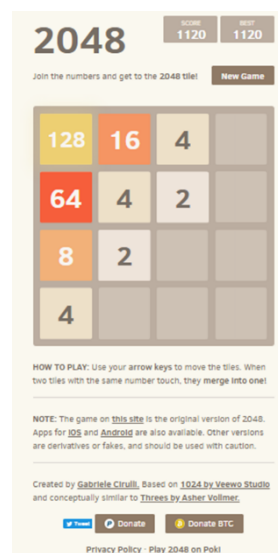 2048
SCORE
1120
BEST
1120
Join the numbers and get to the 2048 tile!
New Game
128 16 4
64 4 2
8 2
4
HOW TO PLAY: Use your arrow keys to move the tiles. When
two tiles with the same number touch, they merge into one!
NOTE: The game on this site is the original version of 2048.
Apps for iOS and Android are also available. Other versions
are derivatives or fakes, and should be used with caution.
Created by Gabriele Cirulli. Based on 1024 by Veewo Studio
and conceptually similar to Threes by Asher Vollmer.
Tweet
Donate
Donate BTC
Privacy Policy · Play 2048 on Poki